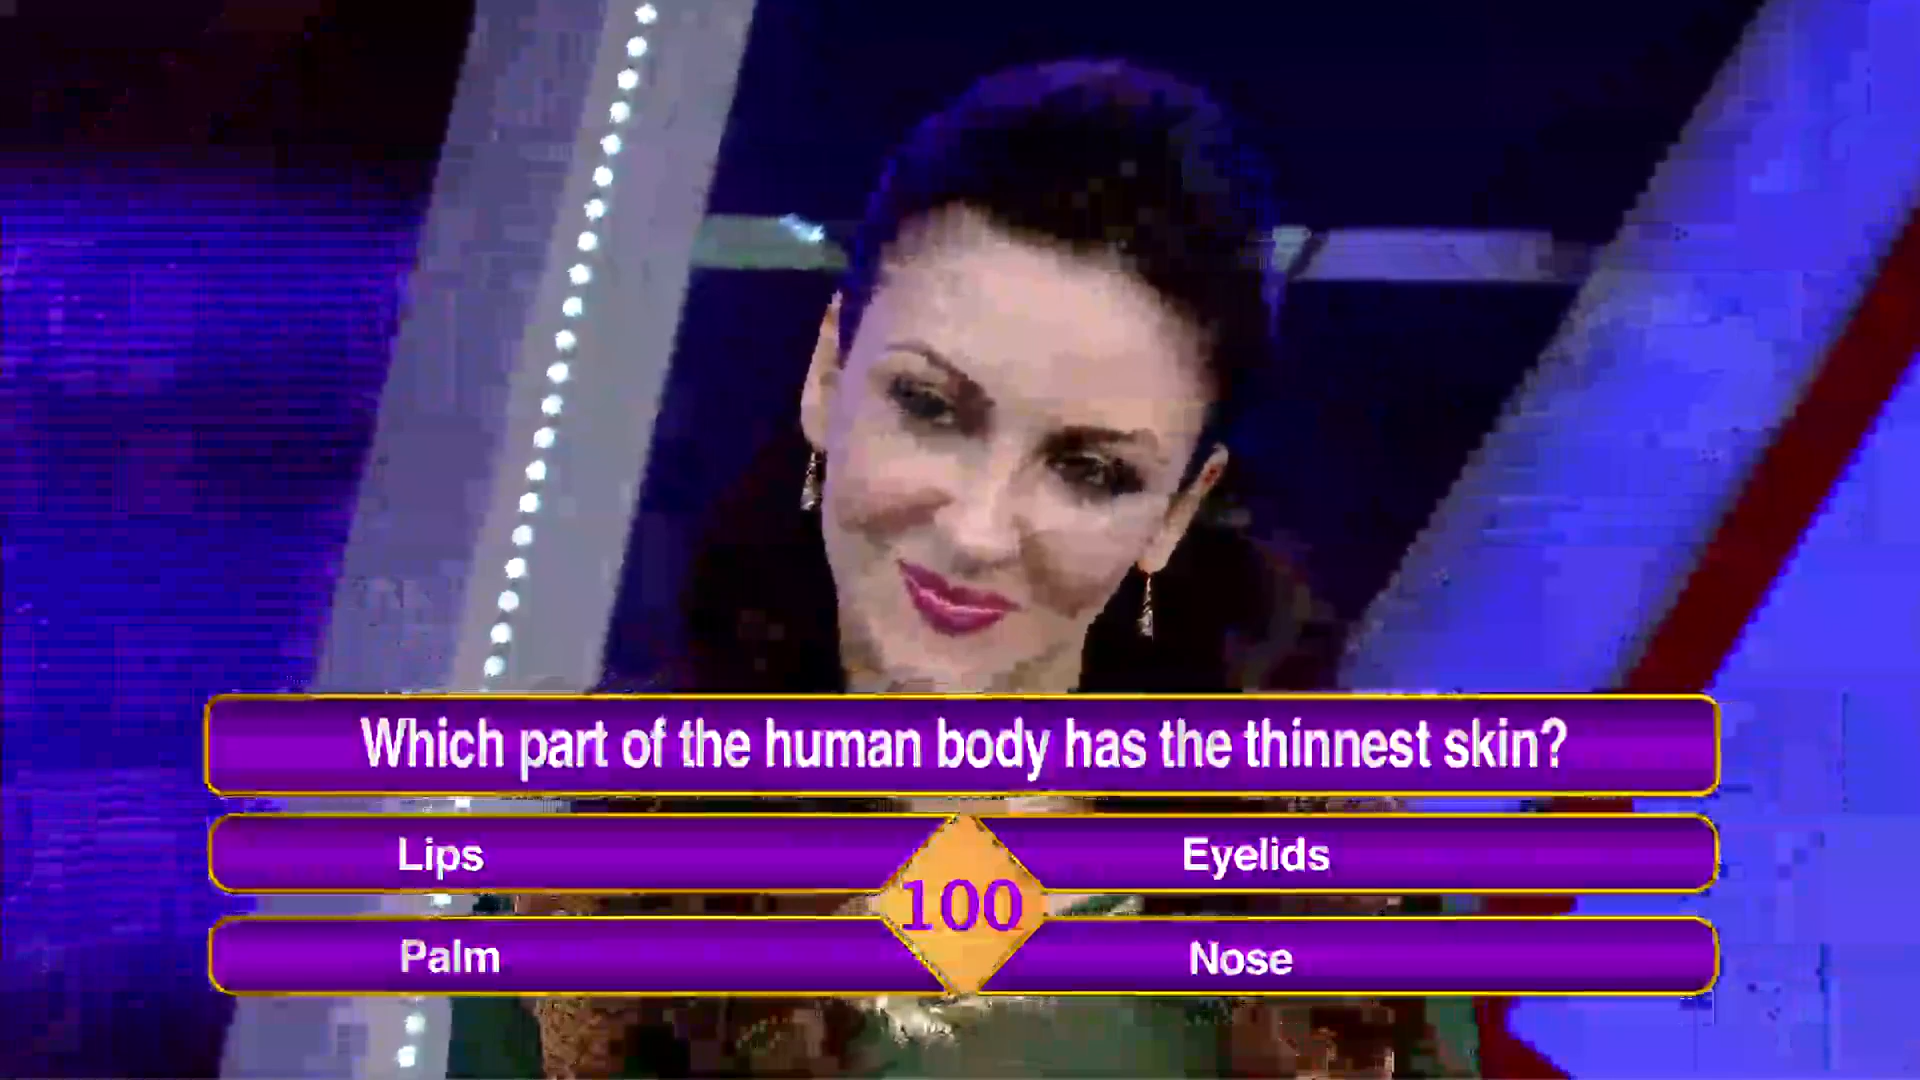 Which part of the human body has the thinnest skin?
Lips
Eyelids
100
Palm
Nose